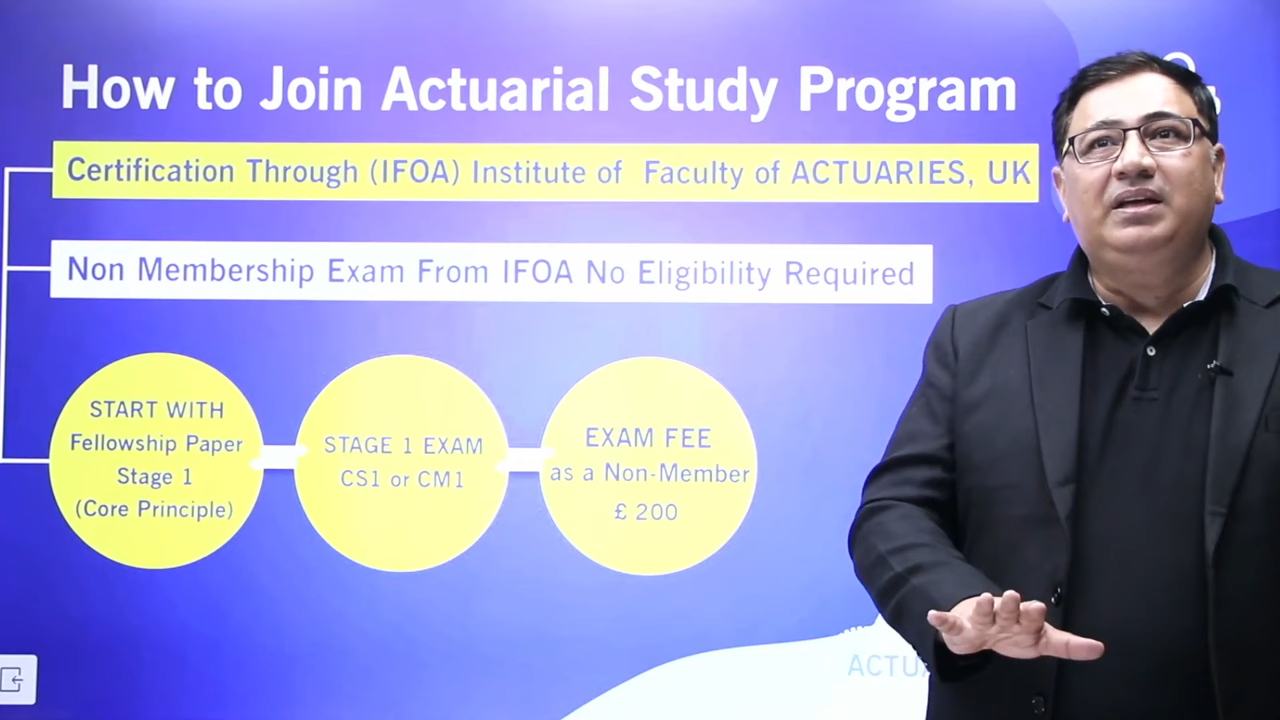 How to Join Actuarial Study Program
Certification Through (IFOA) Institute of Faculty of ACTUARIES, UK
Non Membership Exam From IFOA No Eligibility Required
START WITH
Fellowship Paper
Stage 1
(Core Principle)
STAGE 1 EXAM
CS1 or CM1
EXAM FEE
as a Non-Member
£ 200
ACTU